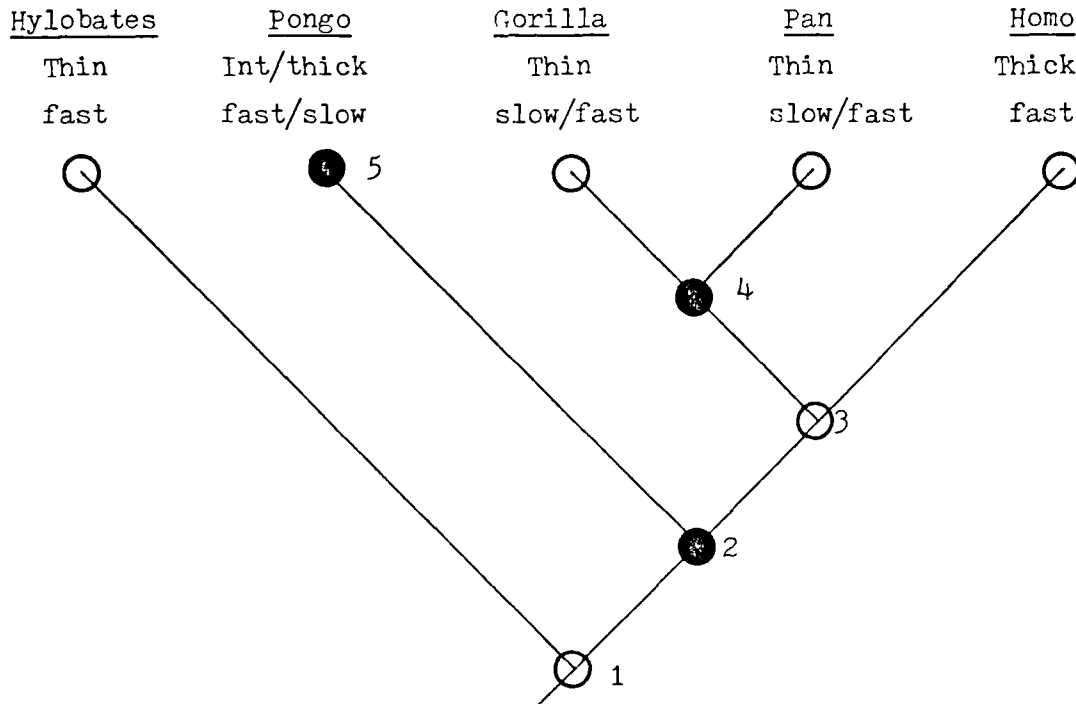 Hylobates Pongo Gorilla Pan Homo
Thin Int/thick Thin Thin Thick
fast fast/slow slow/fast slow/fast fast
5
4
3
2
1